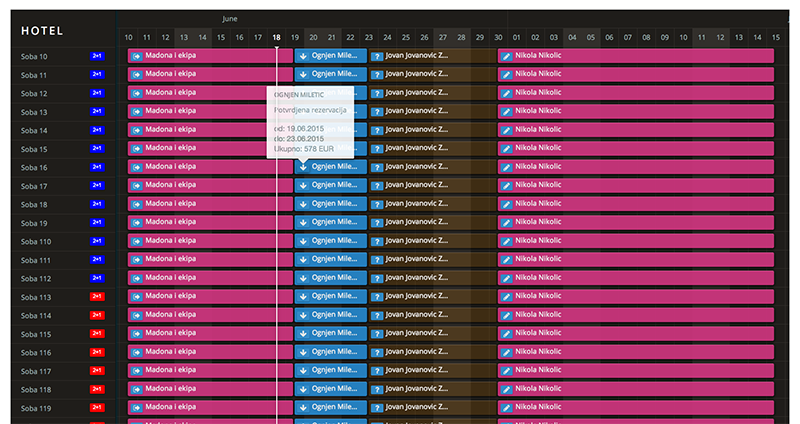 June
HOTEL
10 11 12 13 14 15 16 17 18 19 20 21 22 23 24 25 26 27 28 29 30 01 02 03 04 05 06 07 08 09 10 11 12 13 14 15
Soba 10 2+1 Madona i ekipa Ognjen Mile... Jovan Jovanovic Z... Nikola Nikolic
Soba 11 2+1 Madona i ekipa Ognjen Mile... Jovan Jovanovic Z... Nikola Nikolic
Soba 12 2+1 Madona i ekipa Jovan Jovanovic Z... Nikola Nikolic
Soba 13 2+1 Madona i ekipa Jovan Jovanovic Z... Nikola Nikolic
Soba 14 2+1 Madona i ekipa Jovan Jovanovic Z... Nikola Nikolic
Soba 15 2+1 Madona i ekipa Jovan Jovanovic Z... Nikola Nikolic
OGNJEN MILETIC
Potvrdjena rezervacija
od: 19.06.2015
do: 23.06.2015
Ukupno: 578 EUR
Soba 16 2+1 Madona i ekipa Ognjen Mile... Jovan Jovanovic Z... Nikola Nikolic
Soba 17 2+1 Madona i ekipa Ognjen Mile... Jovan Jovanovic Z... Nikola Nikolic
Soba 18 2+1 Madona i ekipa Ognjen Mile... Jovan Jovanovic Z... Nikola Nikolic
Soba 19 2+1 Madona i ekipa Ognjen Mile... Jovan Jovanovic Z... Nikola Nikolic
Soba 110 2+1 Madona i ekipa Ognjen Mile... Jovan Jovanovic Z... Nikola Nikolic
Soba 111 2+1 Madona i ekipa Ognjen Mile... Jovan Jovanovic Z... Nikola Nikolic
Soba 112 2+1 Madona i ekipa Ognjen Mile... Jovan Jovanovic Z... Nikola Nikolic
Soba 113 2+1 Madona i ekipa Ognjen Mile... Jovan Jovanovic Z... Nikola Nikolic
Soba 114 2+1 Madona i ekipa Ognjen Mile... Jovan Jovanovic Z... Nikola Nikolic
Soba 115 2+1 Madona i ekipa Ognjen Mile... Jovan Jovanovic Z... Nikola Nikolic
Soba 116 2+1 Madona i ekipa Ognjen Mile... Jovan Jovanovic Z... Nikola Nikolic
Soba 117 2+1 Madona i ekipa Ognjen Mile... Jovan Jovanovic Z... Nikola Nikolic
Soba 118 2+1 Madona i ekipa Ognjen Mile... Jovan Jovanovic Z... Nikola Nikolic
Soba 119 2+1 Madona i ekipa Ognjen Mile... Jovan Jovanovic Z... Nikola Nikolic